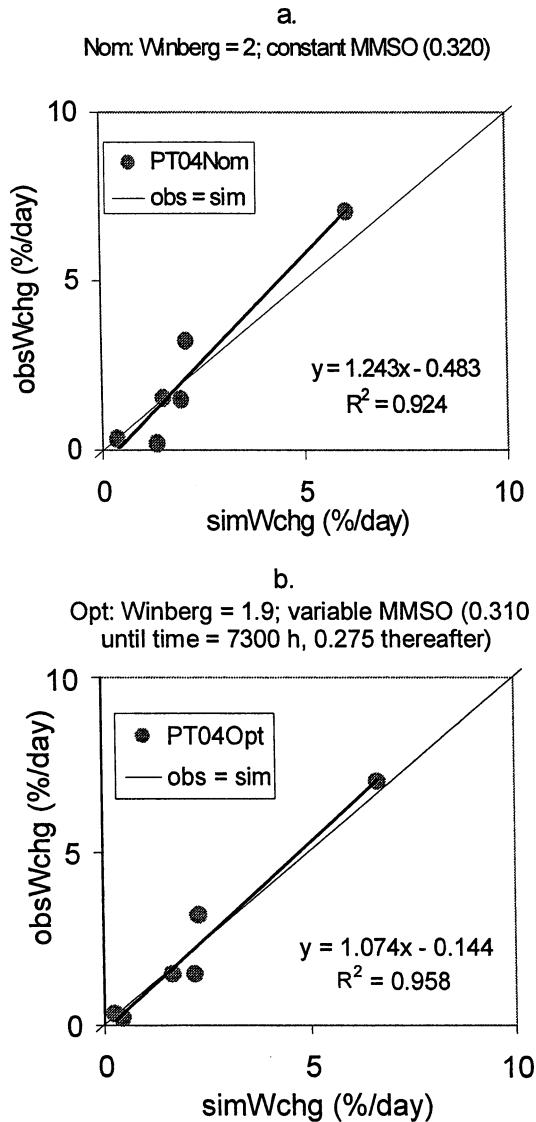 a.
Nom: Winberg = 2; constant MMSO (0.320)
10
PT04Nom
obs = sim
obsWchg (%/day)
5
y = 1.243x - 0.483
R² = 0.924
0
0
5
10
simWchg (%/day)
b.
Opt: Winberg = 1.9; variable MMSO (0.310
until time = 7300 h, 0.275 thereafter)
10
PT04Opt
obs = sim
obsWchg (%/day)
5
y = 1.074x - 0.144
R² = 0.958
0
0
5
10
simWchg (%/day)